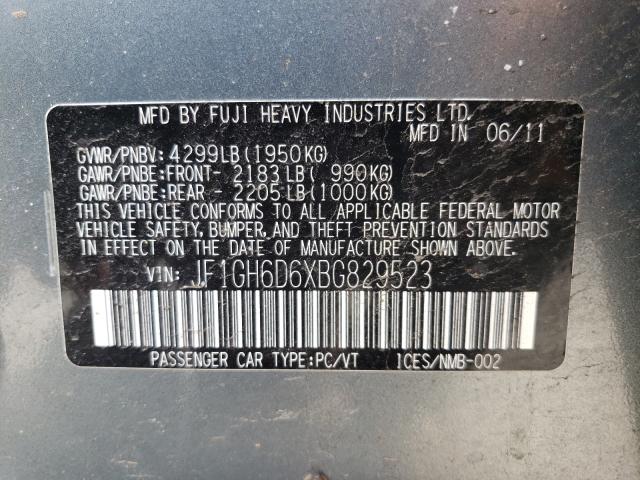 MFD BY FUJI HEAVY INDUSTRIES LTD.
MFD IN 06/11
GVWR/PNBV: 4299LB(1950KG)
GAWR/PNBE:FRONT- 2183LB( 990KG)
GAWR/PNBE:REAR - 2205LB(1000KG)
THIS VEHICLE CONFORMS TO ALL APPLICABLE FEDERAL MOTOR
VEHICLE SAFETY, BUMPER, AND THEFT PREVENTION STANDARDS
IN EFFECT ON THE DATE OF MANUFACTURE SHOWN ABOVE.
VIN: JF1GH6D6XBG829523
PASSENGER CAR TYPE:PC/VT ICES/NMB-002